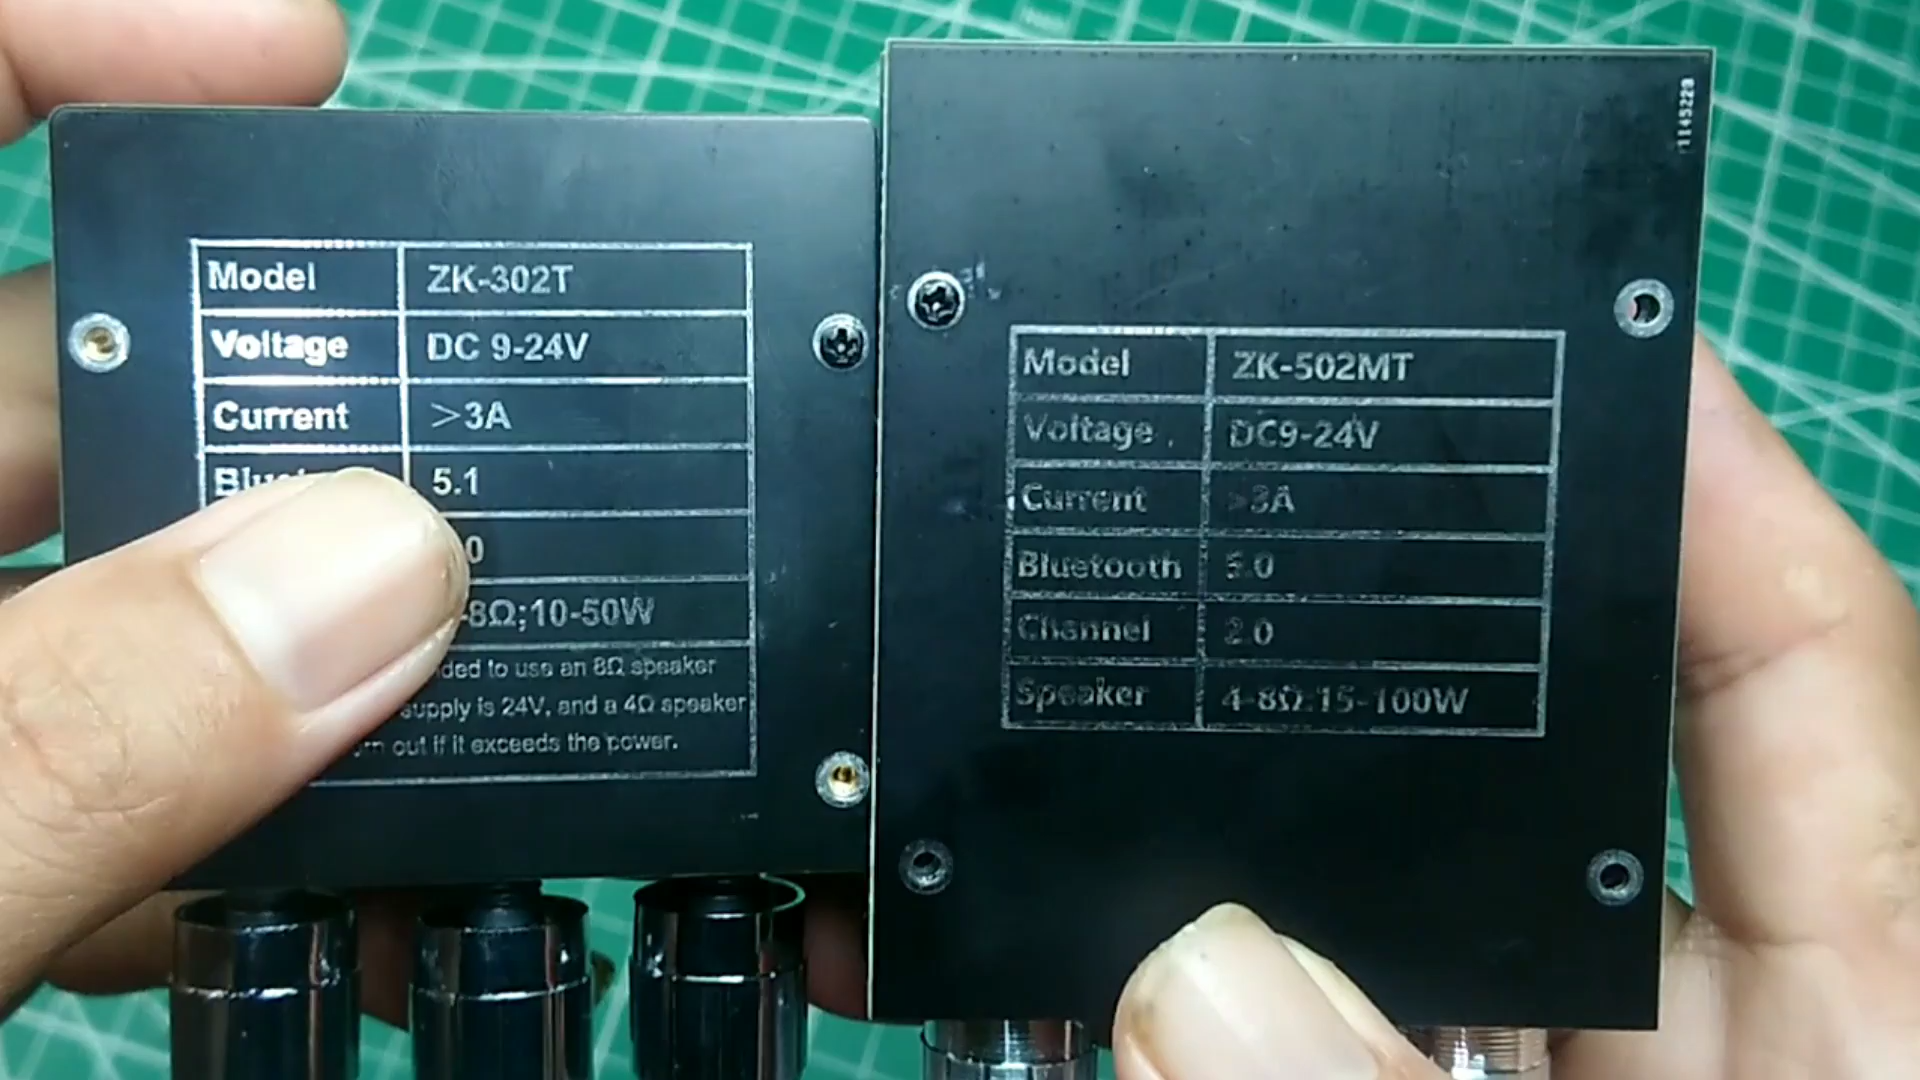 Model ZK-302T
Voltage DC 9-24V
Current >3A
5.1
0
-8Ω;10-50W
ded to use an 8Ω speaker
supply is 24V, and a 4Ω speaker
out if it exceeds the power.
1145229
Model ZK-502MT
Voltage DC9-24V
Current >3A
Bluetooth 5.0
Channel 2.0
Speaker 4-8Ω:15-100W